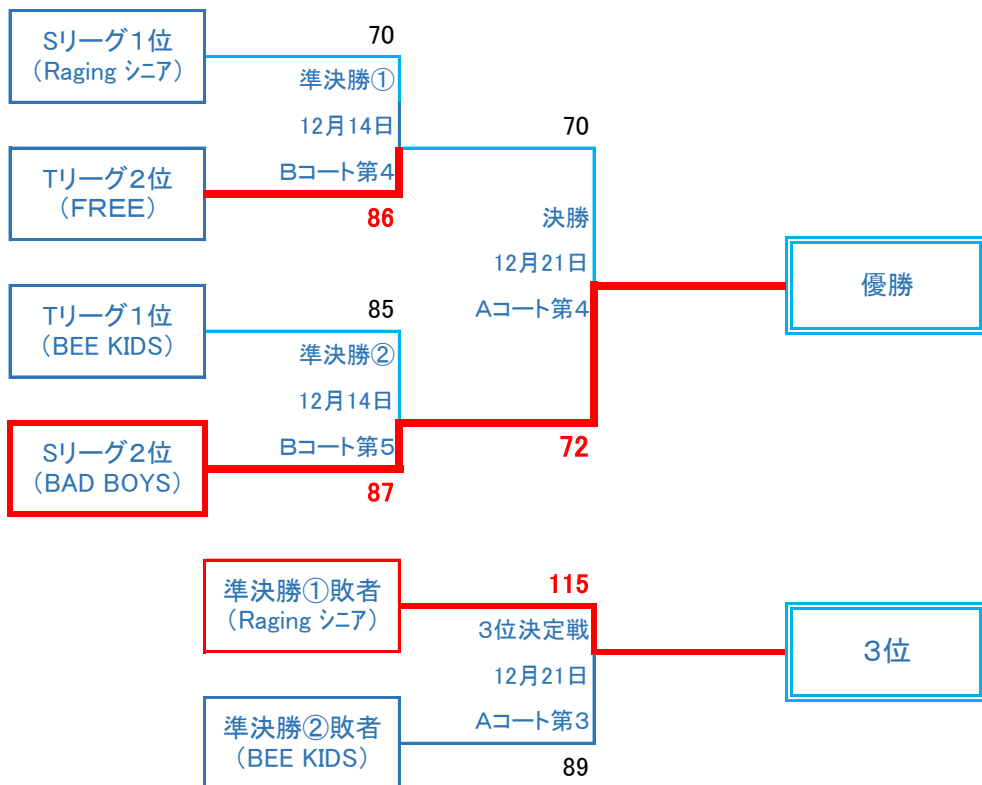 Sリーグ１位
（Raging シニア）
70
準決勝①
12月14日
Bコート第4
Tリーグ２位
（FREE）
86
70
決勝
12月21日
Aコート第4
優勝
Tリーグ１位
（BEE KIDS）
85
準決勝②
12月14日
Bコート第5
Sリーグ２位
（BAD BOYS）
87
72
準決勝①敗者
（Raging シニア）
115
3位決定戦
12月21日
Aコート第3
３位
準決勝②敗者
（BEE KIDS）
89